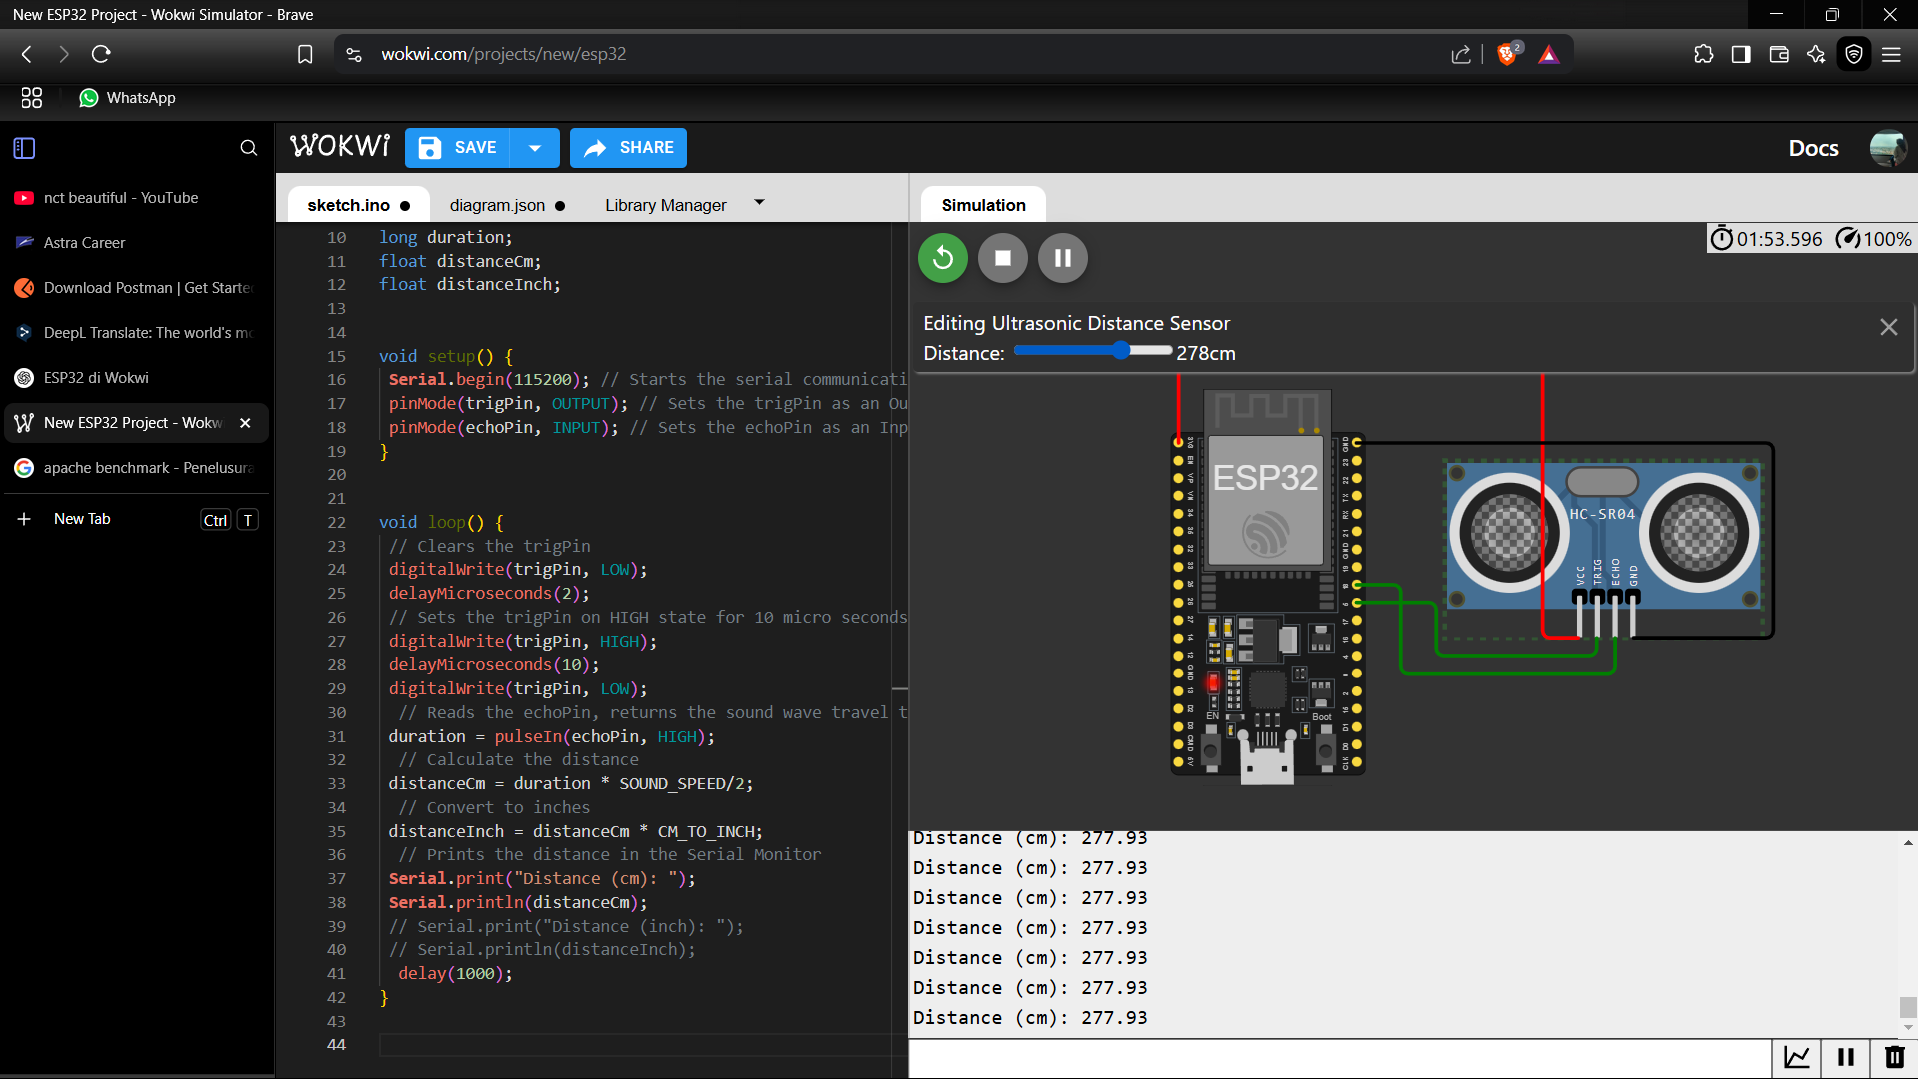 New ESP32 Project - Wokwi Simulator - Brave
wokwi.com/projects/new/esp32
2
WhatsApp
nct beautiful - YouTube
Astra Career
Download Postman | Get Starte
DeepL Translate: The world's mo
ESP32 di Wokwi
New ESP32 Project - Wokw
apache benchmark - Penelusura
New Tab
Ctrl T
WOKWi
SAVE
SHARE
Docs
sketch.ino
diagram.json
Library Manager
10 long duration;
11 float distanceCm;
12 float distanceInch;
13
14
15 void setup() {
16 Serial.begin(115200); // Starts the serial communicati
17 pinMode(trigPin, OUTPUT); // Sets the trigPin as an Ou
18 pinMode(echoPin, INPUT); // Sets the echoPin as an Inp
19 }
20
21
22 void loop() {
23 // Clears the trigPin
24 digitalWrite(trigPin, LOW);
25 delayMicroseconds(2);
26 // Sets the trigPin on HIGH state for 10 micro seconds
27 digitalWrite(trigPin, HIGH);
28 delayMicroseconds(10);
29 digitalWrite(trigPin, LOW);
30 // Reads the echoPin, returns the sound wave travel t
31 duration = pulseIn(echoPin, HIGH);
32 // Calculate the distance
33 distanceCm = duration * SOUND_SPEED/2;
34 // Convert to inches
35 distanceInch = distanceCm * CM_TO_INCH;
36 // Prints the distance in the Serial Monitor
37 Serial.print("Distance (cm): ");
38 Serial.println(distanceCm);
39 // Serial.print("Distance (inch): ");
40 // Serial.println(distanceInch);
41 delay(1000);
42 }
43
44
Simulation
01:53.596 100%
Editing Ultrasonic Distance Sensor
Distance: 278cm
ESP32
EN
Boot
HC-SR04
VCC
TRIG
ECHO
GND
Distance (cm): 277.93
Distance (cm): 277.93
Distance (cm): 277.93
Distance (cm): 277.93
Distance (cm): 277.93
Distance (cm): 277.93
Distance (cm): 277.93